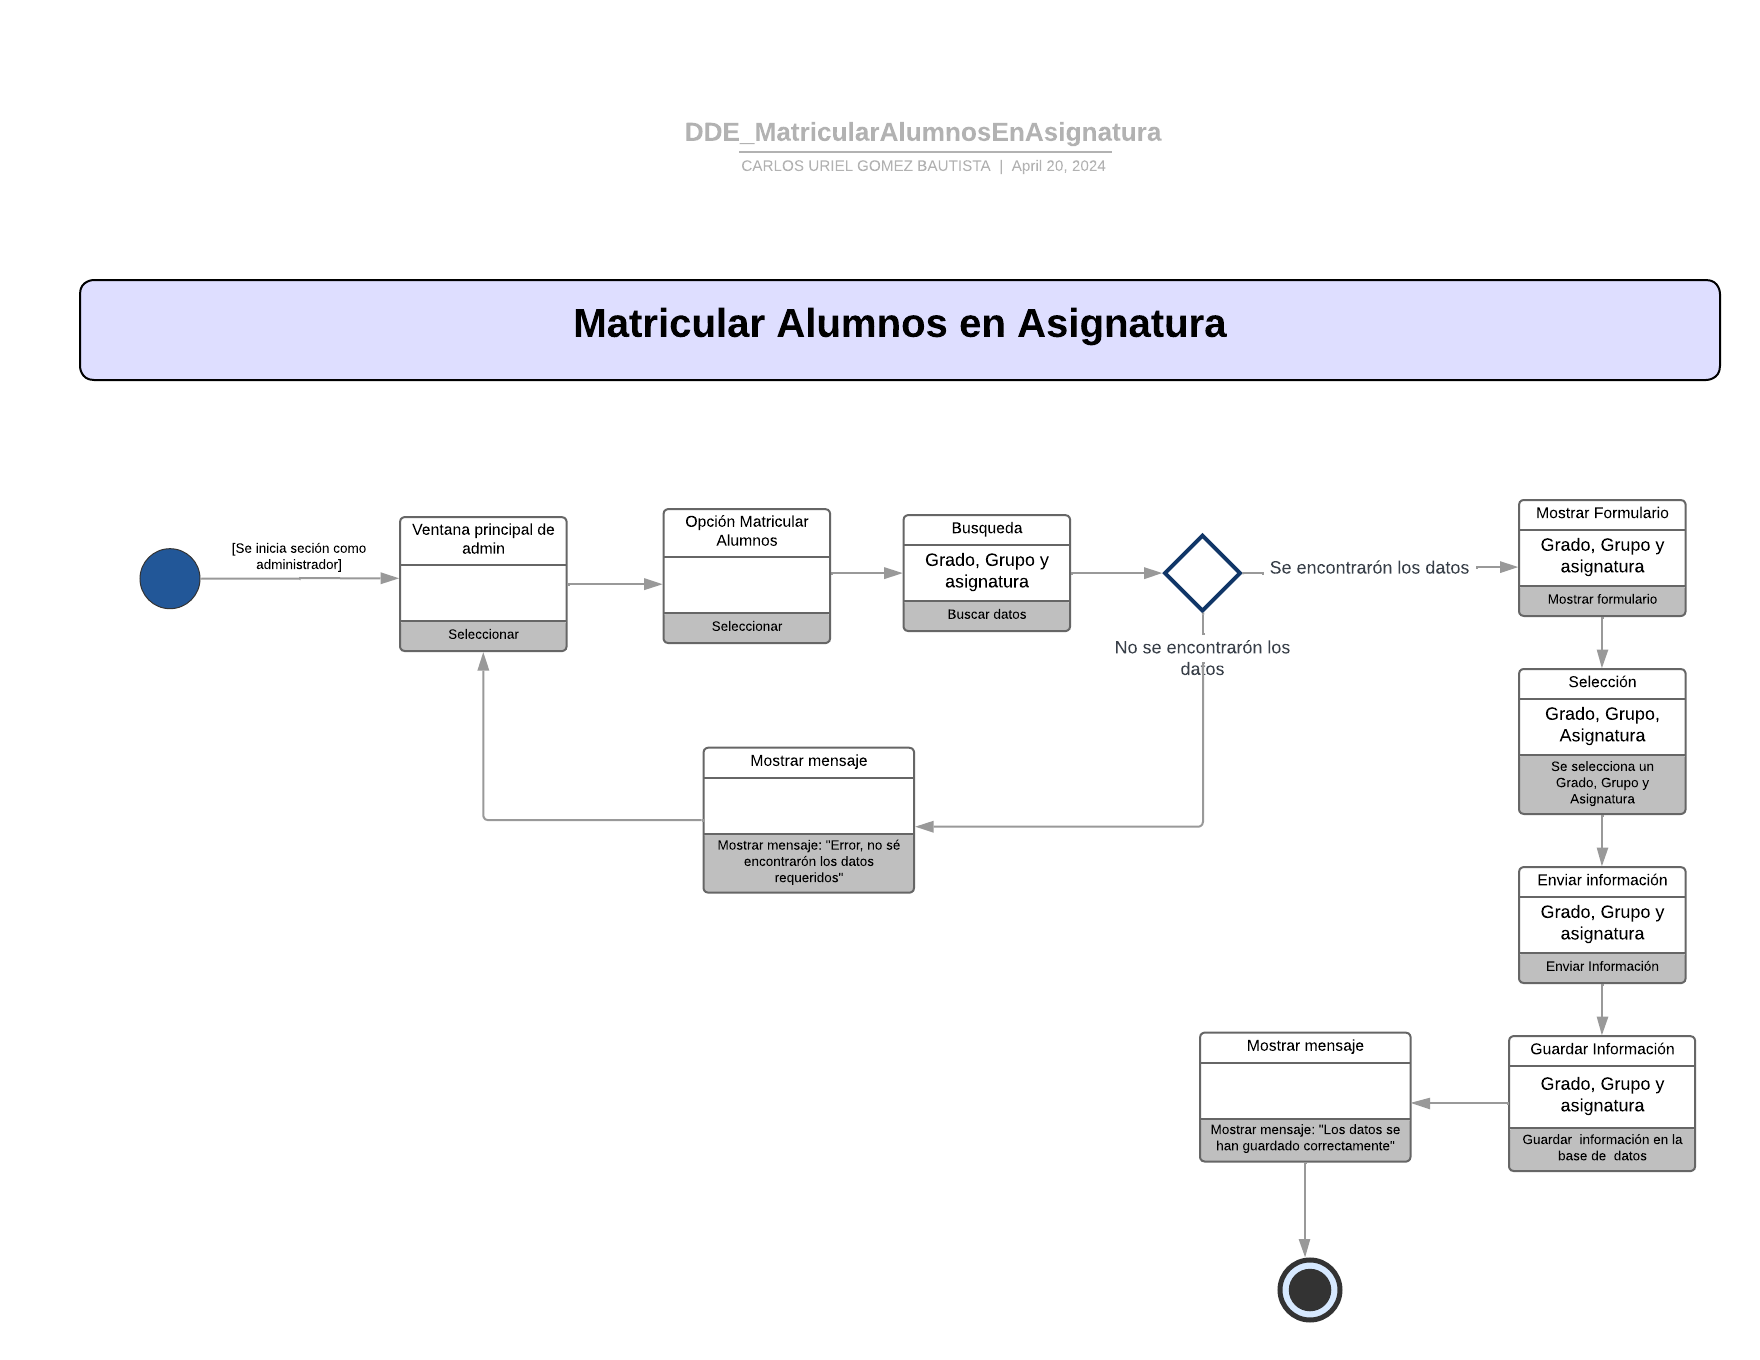 DDE_MatricularAlumnosEnAsignatura
CARLOS URIEL GOMEZ BAUTISTA | April 20, 2024
Matricular Alumnos en Asignatura
[Se inicia seción como
administrador]
Ventana principal de
admin
Seleccionar
Opción Matricular
Alumnos
Seleccionar
Busqueda
Grado, Grupo y
asignatura
Buscar datos
Se encontrarón los datos
No se encontrarón los
datos
Mostrar mensaje
Mostrar mensaje: "Error, no sé
encontrarón los datos
requeridos"
Mostrar Formulario
Grado, Grupo y
asignatura
Mostrar formulario
Selección
Grado, Grupo,
Asignatura
Se selecciona un
Grado, Grupo y
Asignatura
Enviar información
Grado, Grupo y
asignatura
Enviar Información
Guardar Información
Grado, Grupo y
asignatura
Guardar información en la
base de datos
Mostrar mensaje
Mostrar mensaje: "Los datos se
han guardado correctamente"